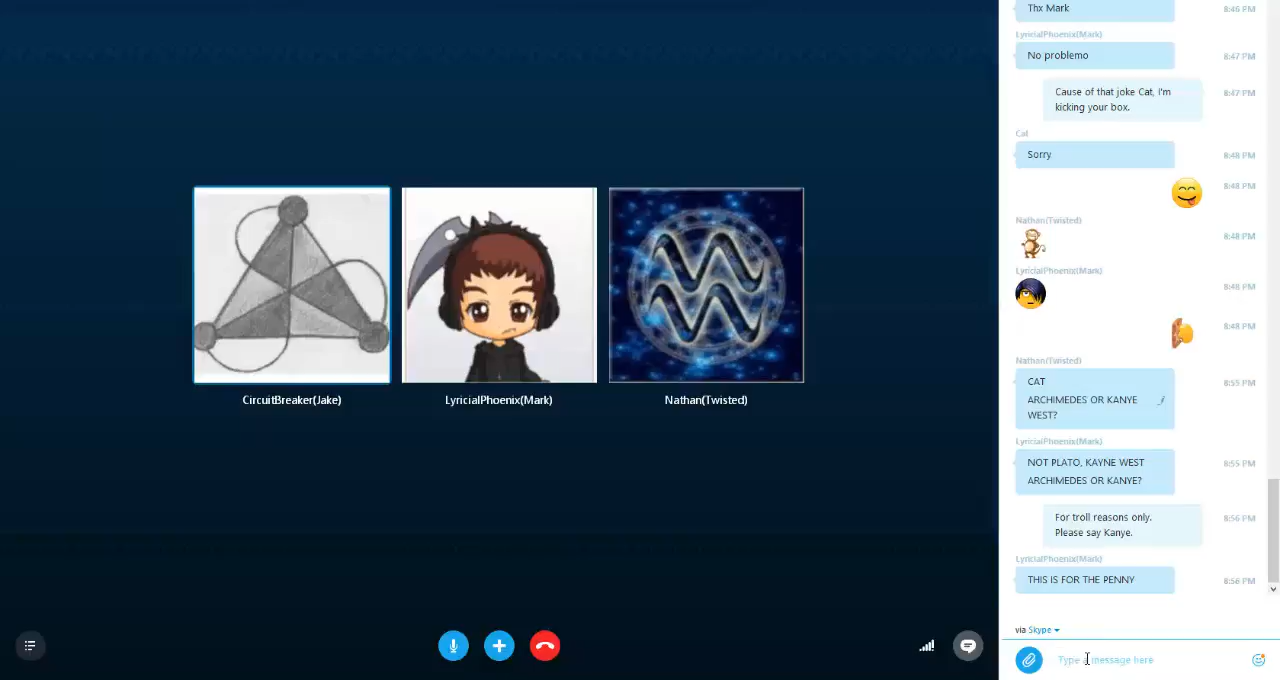 Thx Mark
8:46 PM
LyricialPhoenix(Mark)
No problemo
8:47 PM
Cause of that joke Cat, I'm
kicking your box.
8:47 PM
Cat
Sorry
8:48 PM
8:48 PM
Nathan(Twisted)
8:48 PM
LyricialPhoenix(Mark)
8:48 PM
8:48 PM
Nathan(Twisted)
CAT
8:55 PM
ARCHIMEDES OR KANYE
WEST?
LyricialPhoenix(Mark)
NOT PLATO, KAYNE WEST
8:55 PM
ARCHIMEDES OR KANYE?
For troll reasons only.
8:56 PM
Please say Kanye.
LyricialPhoenix(Mark)
THIS IS FOR THE PENNY
8:56 PM
via Skype
Type a message here
CircuitBreaker(Jake)
LyricialPhoenix(Mark)
Nathan(Twisted)